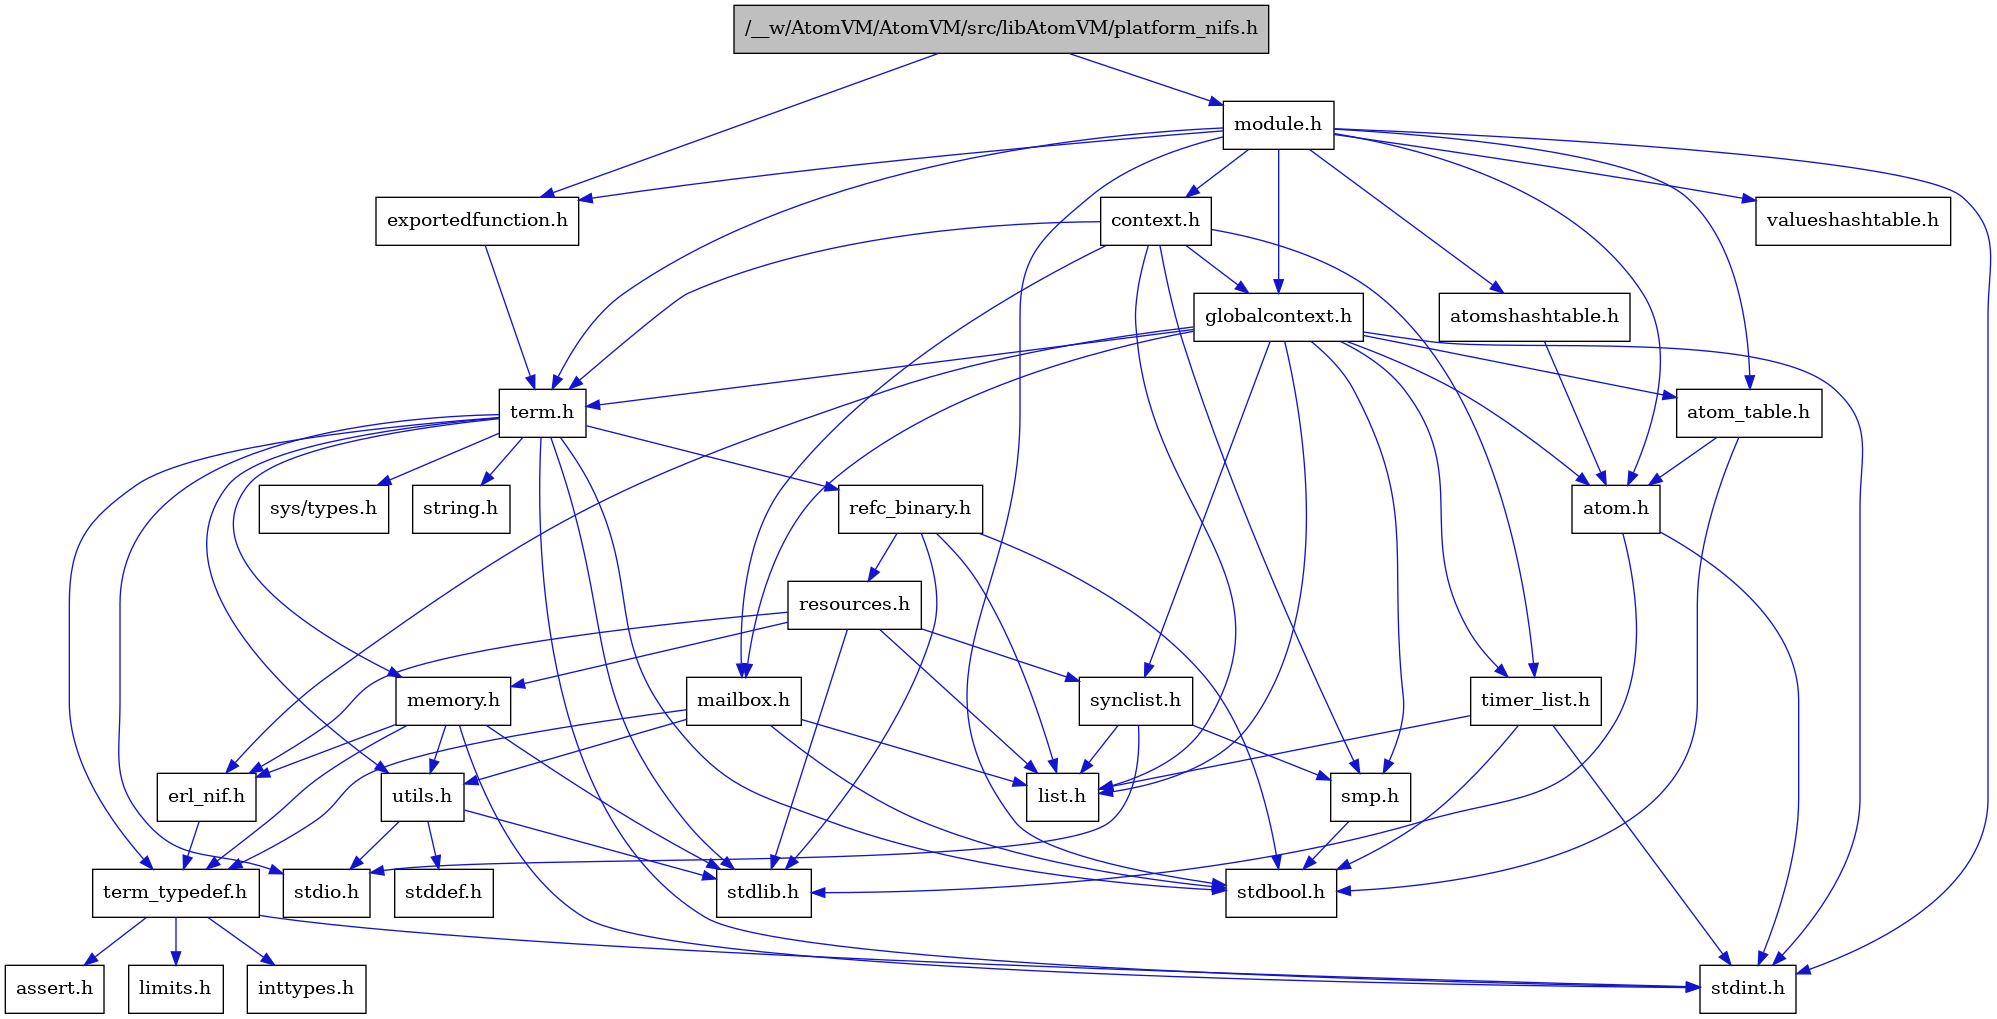 /__w/AtomVM/AtomVM/src/libAtomVM/platform_nifs.h
module.h
exportedfunction.h
context.h
valueshashtable.h
globalcontext.h
atomshashtable.h
term.h
atom_table.h
sys/types.h
string.h
refc_binary.h
atom.h
resources.h
memory.h
mailbox.h
synclist.h
timer_list.h
erl_nif.h
utils.h
list.h
smp.h
term_typedef.h
stdio.h
stddef.h
stdlib.h
stdbool.h
assert.h
limits.h
inttypes.h
stdint.h